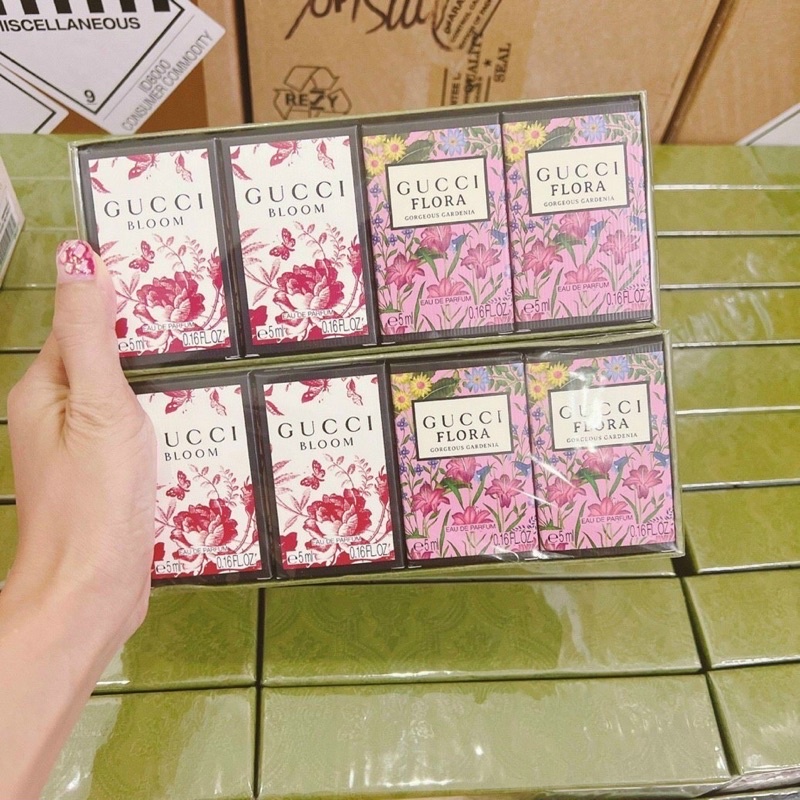 MISCELLANEOUS
9
ID8000
CONSUMER COMMODITY
REZY
QUALITY
★ SEAL
GUCCI
BLOOM
EAU DE PARFUM
℮5ml 0.16FL.OZ
GUCCI
BLOOM
EAU DE PARFUM
℮5ml 0.16FL.OZ
GUCCI
FLORA
GORGEOUS GARDENIA
EAU DE PARFUM
℮5ml 0.16FL.OZ
GUCCI
FLORA
GORGEOUS GARDENIA
EAU DE PARFUM
℮5ml 0.16FL.OZ
UCCI
BLOOM
EAU DE PARFUM
℮5ml 0.16FL.OZ
GUCCI
BLOOM
EAU DE PARFUM
℮5ml 0.16FL.OZ
GUCCI
FLORA
GORGEOUS GARDENIA
EAU DE PARFUM
℮5ml 0.16FL.OZ
GUCCI
FLORA
GORGEOUS GARDENIA
EAU DE PARFUM
℮5ml 0.16FL.OZ